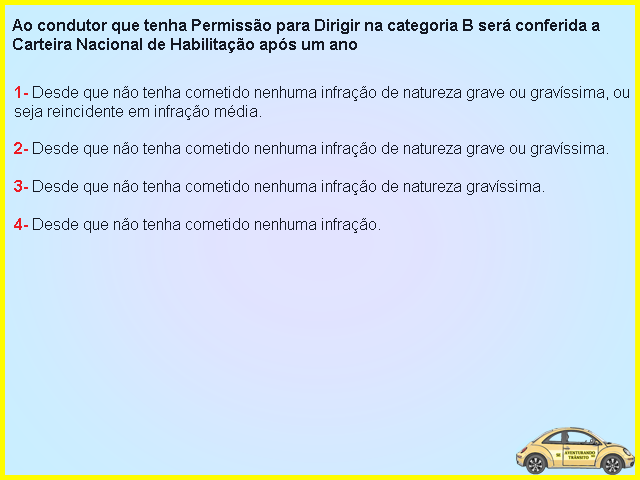 Ao condutor que tenha Permissão para Dirigir na categoria B será conferida a
Carteira Nacional de Habilitação após um ano
1- Desde que não tenha cometido nenhuma infração de natureza grave ou gravíssima, ou
seja reincidente em infração média.
2- Desde que não tenha cometido nenhuma infração de natureza grave ou gravíssima.
3- Desde que não tenha cometido nenhuma infração de natureza gravíssima.
4- Desde que não tenha cometido nenhuma infração.
AVENTURANDO
TRÂNSITO